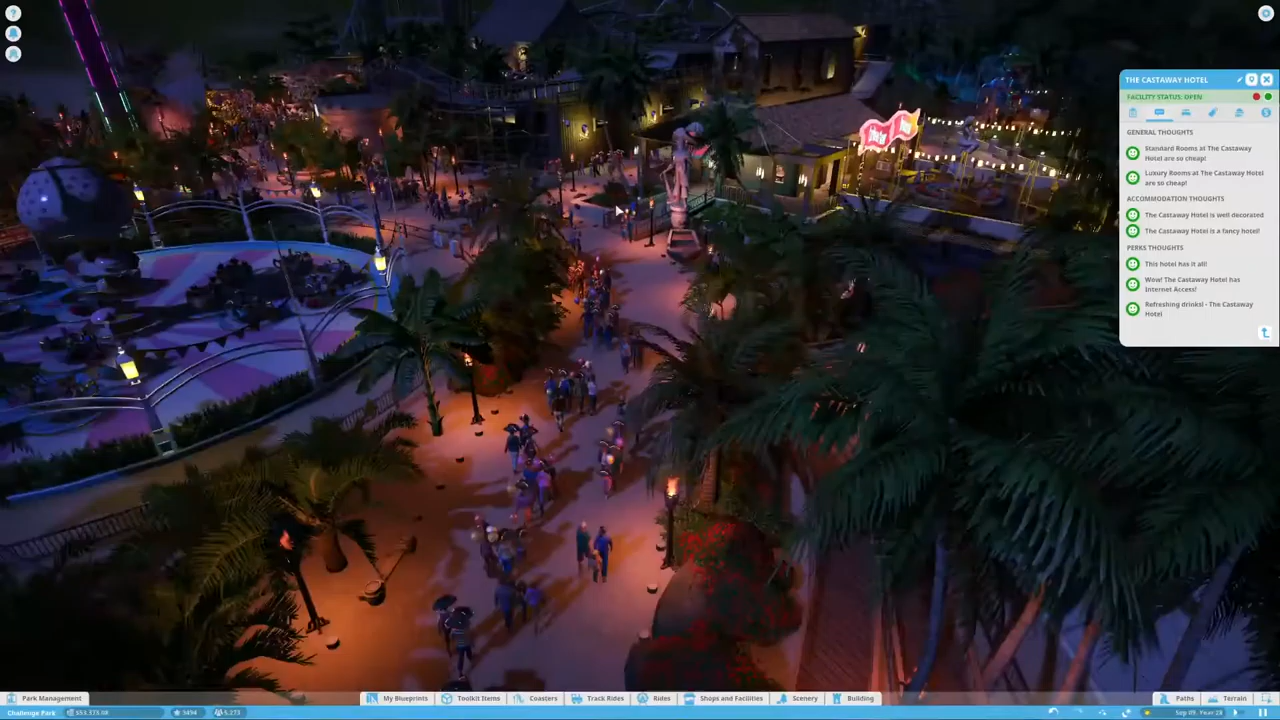 THE CASTAWAY HOTEL
FACILITY STATUS: OPEN
GENERAL THOUGHTS
Standard Rooms at The Castaway
Hotel are so cheap!
Luxury Rooms at The Castaway Hotel
are so cheap!
ACCOMMODATION THOUGHTS
The Castaway Hotel is well decorated
The Castaway Hotel is a fancy hotel!
PERKS THOUGHTS
This hotel has it all!
Wow! The Castaway Hotel has
Internet Access!
Refreshing drinks! - The Castaway
Hotel
Park Management
My Blueprints
Toolkit Items
Coasters
Track Rides
Rides
Shops and Facilities
Scenery
Building
Paths
Terrain
Challenge Park
3494
5,273